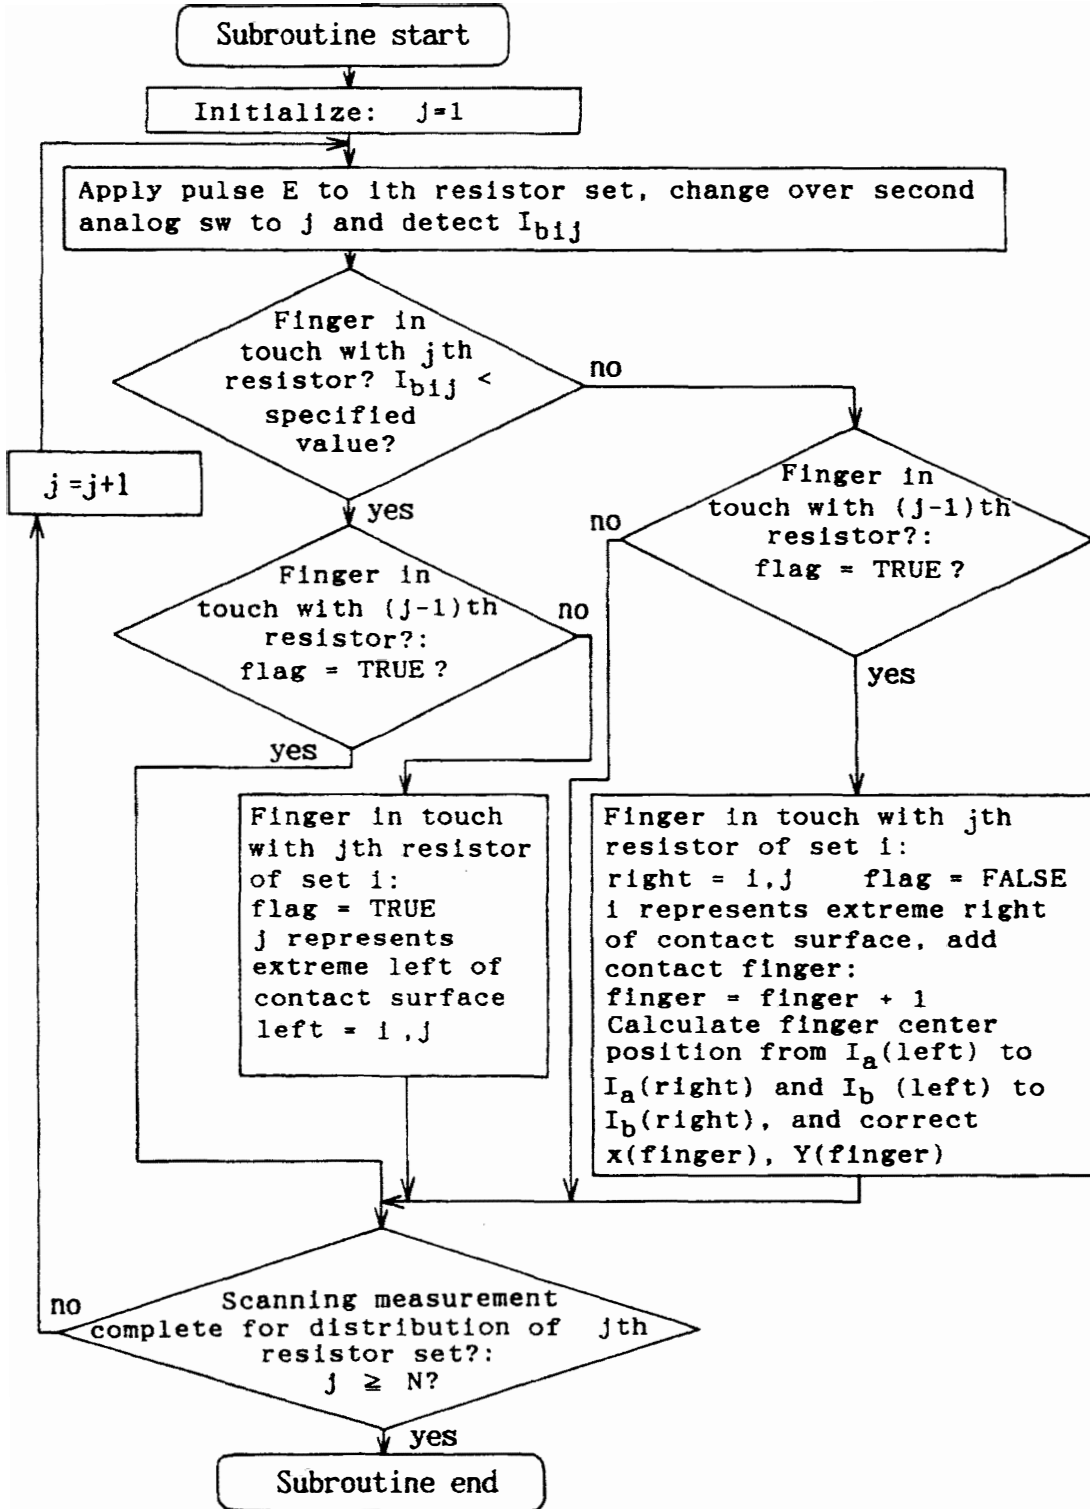 Subroutine start
Initialize: j=1
Apply pulse E to ith resistor set, change over second
analog sw to j and detect I_bij
Finger in
touch with jth
resistor? I_bij <
specified
value?
no
j=j+1
yes
Finger in
touch with (j-1)th
resistor?:
flag = TRUE ?
no
Finger in
touch with (j-1)th
resistor?:
flag = TRUE ?
no
yes
yes
Finger in touch
with jth resistor
of set i:
flag = TRUE
j represents
extreme left of
contact surface
left = i,j
Finger in touch with jth
resistor of set i:
right = i,j flag = FALSE
i represents extreme right
of contact surface, add
contact finger:
finger = finger + 1
Calculate finger center
position from I_a(left) to
I_a(right) and I_b (left) to
I_b(right), and correct
x(finger), Y(finger)
no
Scanning measurement
complete for distribution of jth
resistor set?:
j ≧ N?
yes
Subroutine end